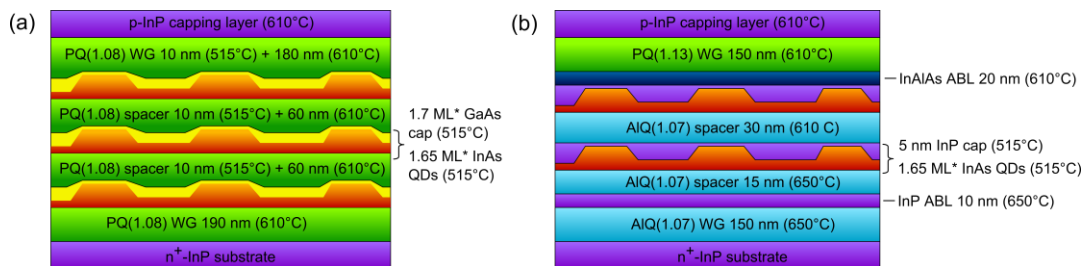 (a)
p-InP capping layer (610°C)
PQ(1.08) WG 10 nm (515°C) + 180 nm (610°C)
PQ(1.08) spacer 10 nm (515°C) + 60 nm (610°C)
PQ(1.08) spacer 10 nm (515°C) + 60 nm (610°C)
PQ(1.08) WG 190 nm (610°C)
n+-InP substrate
1.7 ML* GaAs
cap (515°C)
1.65 ML* InAs
QDs (515°C)
(b)
p-InP capping layer (610°C)
PQ(1.13) WG 150 nm (610°C)
InAlAs ABL 20 nm (610°C)
AlQ(1.07) spacer 30 nm (610 C)
5 nm InP cap (515°C)
1.65 ML* InAs QDs (515°C)
AlQ(1.07) spacer 15 nm (650°C)
InP ABL 10 nm (650°C)
AlQ(1.07) WG 150 nm (650°C)
n+-InP substrate